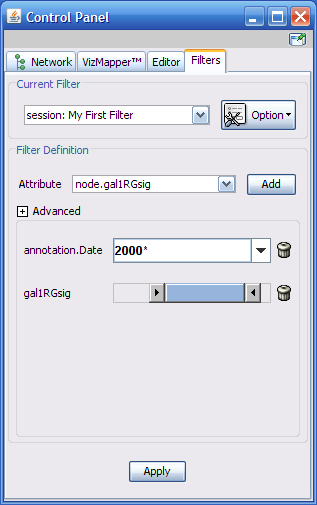 Control Panel
Network VizMapper™ Editor Filters
Current Filter
session: My First Filter Option
Filter Definition
Attribute node.gal1RGsig Add
Advanced
annotation.Date 2000*
gal1RGsig
Apply